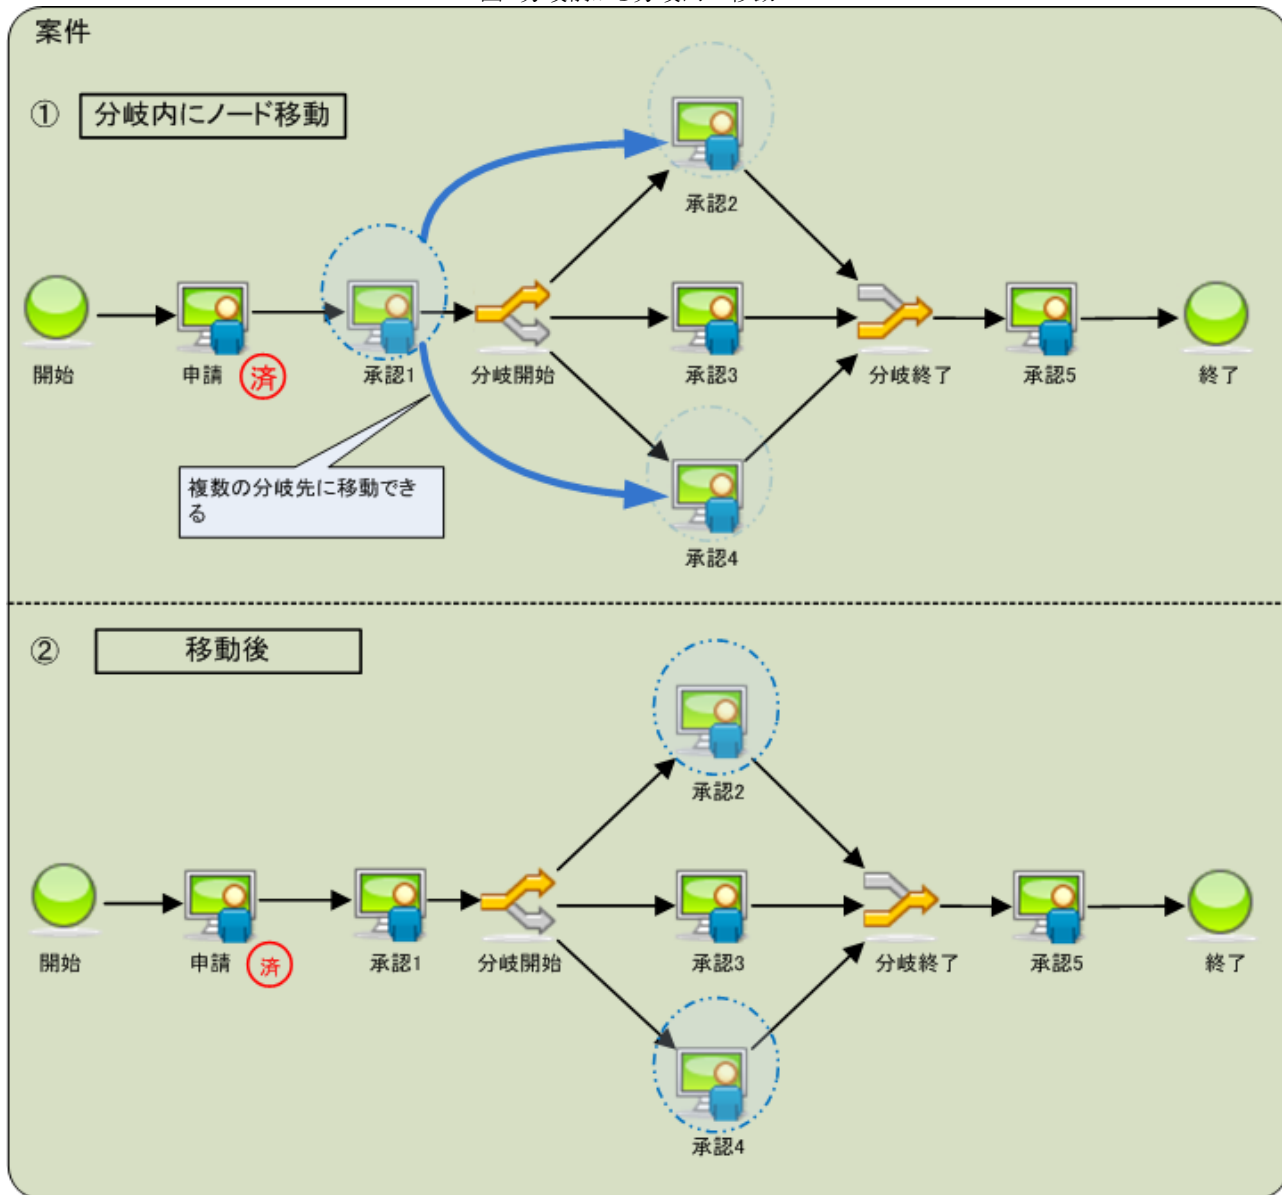 案件
① 分岐内にノード移動
承認2
開始 申請 済 承認1 分岐開始 承認3 分岐終了 承認5 終了
複数の分岐先に移動でき
る
承認4
② 移動後
承認2
開始 申請 済 承認1 分岐開始 承認3 分岐終了 承認5 終了
承認4